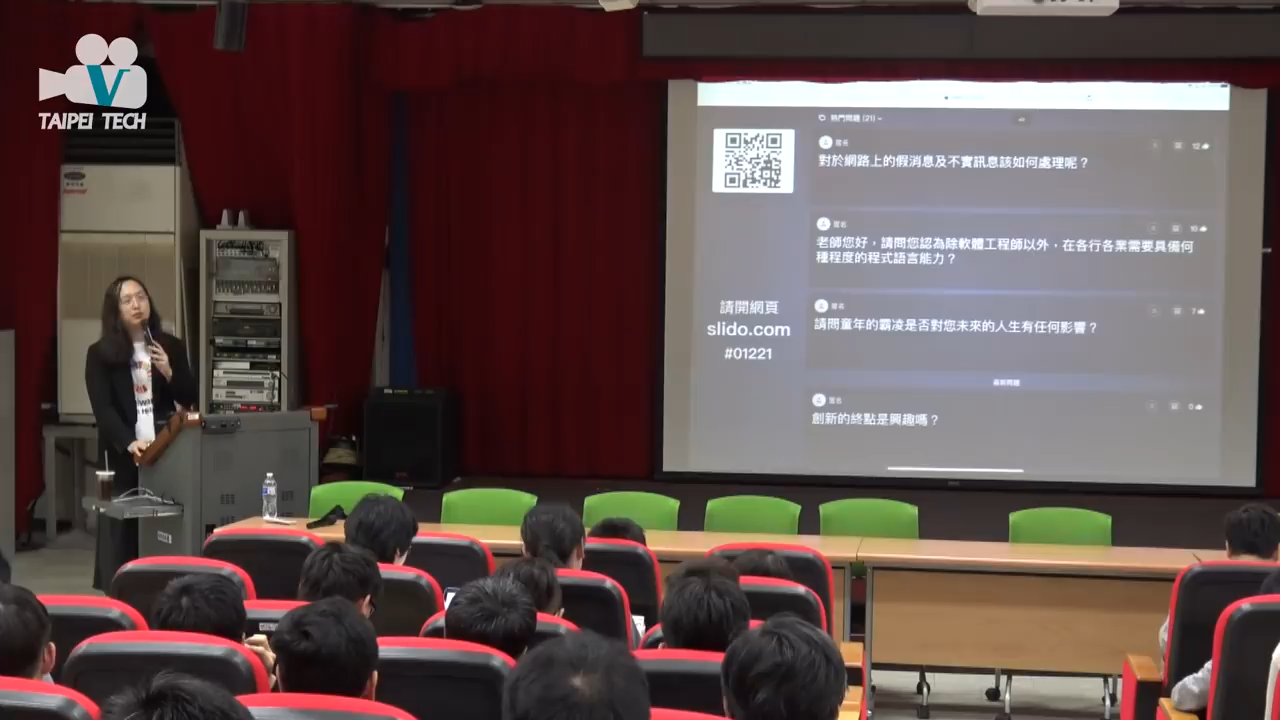 V
TAIPEI TECH
熱門問題 (21)
匿名
12
對於網路上的假消息及不實訊息該如何處理呢？
匿名
10
老師您好，請問您認為除軟體工程師以外，在各行各業需要具備何
種程度的程式語言能力？
匿名
7
請問童年的霸凌是否對您未來的人生有任何影響？
最新問題
匿名
0
創新的終點是興趣嗎？
請開網頁
slido.com
#01221